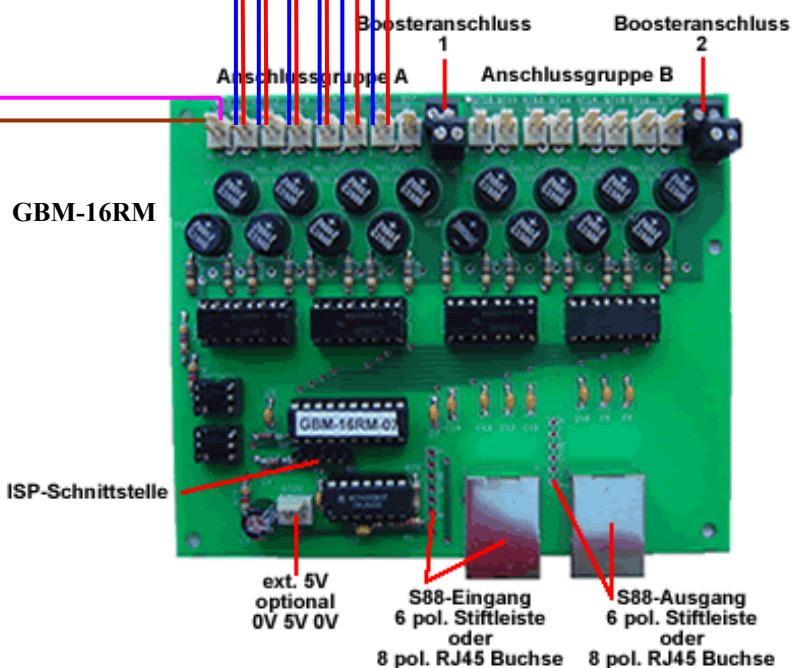 Boosteranschluss
1
Boosteranschluss
2
Anschlussgruppe A
Anschlussgruppe B
GBM-16RM
GBM-16RM-07
ISP-Schnittstelle
ext. 5V
optional
0V 5V 0V
S88-Eingang
6 pol. Stiftleiste
oder
8 pol. RJ45 Buchse
S88-Ausgang
6 pol. Stiftleiste
oder
8 pol. RJ45 Buchse